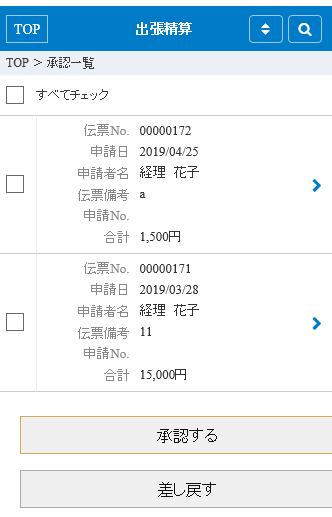 TOP 出張精算
TOP > 承認一覧
すべてチェック
伝票No. 00000172
申請日 2019/04/25
申請者名 経理 花子
伝票備考 a
申請No.
合計 1,500円
伝票No. 00000171
申請日 2019/03/28
申請者名 経理 花子
伝票備考 11
申請No.
合計 15,000円
承認する
差し戻す